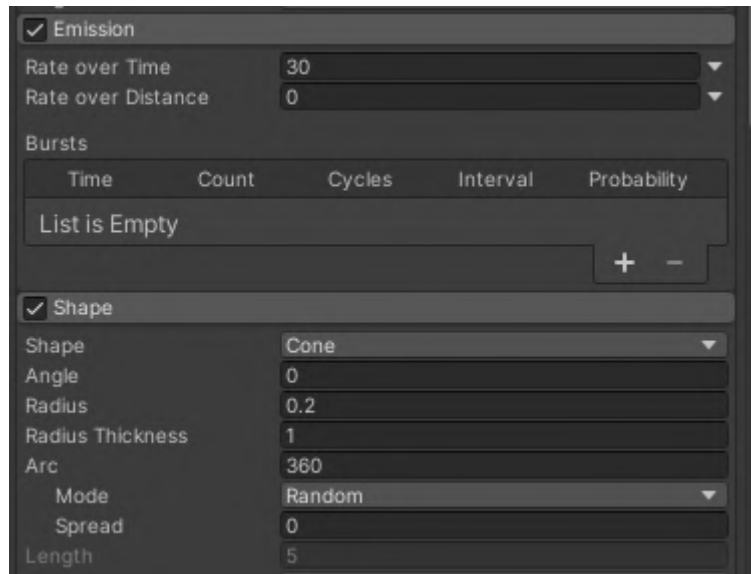 Emission
Rate over Time 30
Rate over Distance 0
Bursts
Time Count Cycles Interval Probability
List is Empty
+ −
Shape
Shape Cone
Angle 0
Radius 0.2
Radius Thickness 1
Arc 360
Mode Random
Spread 0
Length 5